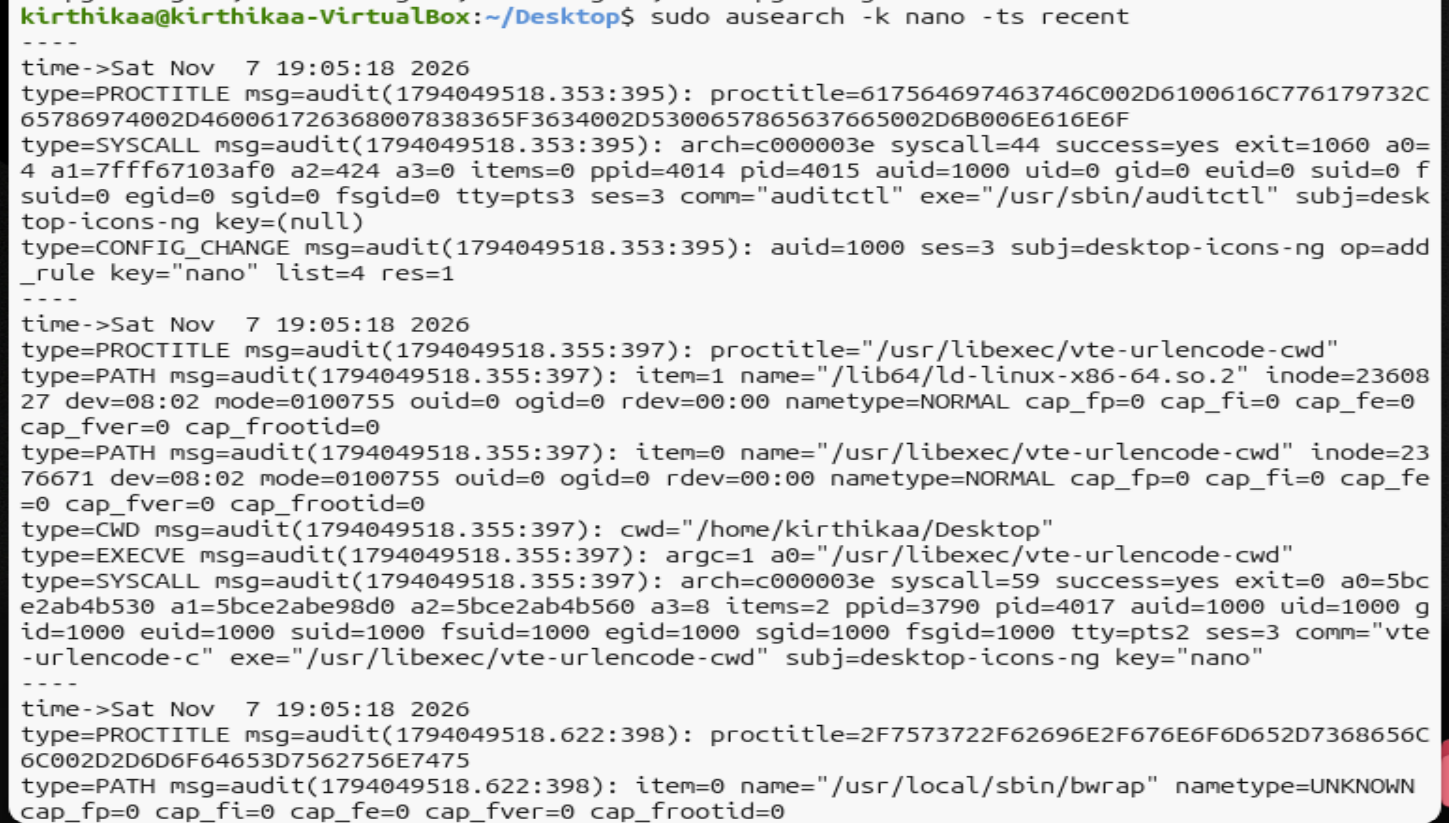 kirthikaa@kirthikaa-VirtualBox:~/Desktop$ sudo ausearch -k nano -ts recent
----
time->Sat Nov  7 19:05:18 2026
type=PROCTITLE msg=audit(1794049518.353:395): proctitle=617564697463746C002D6100616C776179732C
65786974002D4600617263683D007838365F3634002D5300657865637665002D6B006E616E6F
type=SYSCALL msg=audit(1794049518.353:395): arch=c000003e syscall=44 success=yes exit=1060 a0=
4 a1=7fff67103af0 a2=424 a3=0 items=0 ppid=4014 pid=4015 auid=1000 uid=0 gid=0 euid=0 suid=0 f
suid=0 egid=0 sgid=0 fsgid=0 tty=pts3 ses=3 comm="auditctl" exe="/usr/sbin/auditctl" subj=desk
top-icons-ng key=(null)
type=CONFIG_CHANGE msg=audit(1794049518.353:395): auid=1000 ses=3 subj=desktop-icons-ng op=add
_rule key="nano" list=4 res=1
----
time->Sat Nov  7 19:05:18 2026
type=PROCTITLE msg=audit(1794049518.355:397): proctitle="/usr/libexec/vte-urlencode-cwd"
type=PATH msg=audit(1794049518.355:397): item=1 name="/lib64/ld-linux-x86-64.so.2" inode=23608
27 dev=08:02 mode=0100755 ouid=0 ogid=0 rdev=00:00 nametype=NORMAL cap_fp=0 cap_fi=0 cap_fe=0
cap_fver=0 cap_frootid=0
type=PATH msg=audit(1794049518.355:397): item=0 name="/usr/libexec/vte-urlencode-cwd" inode=23
76671 dev=08:02 mode=0100755 ouid=0 ogid=0 rdev=00:00 nametype=NORMAL cap_fp=0 cap_fi=0 cap_fe
=0 cap_fver=0 cap_frootid=0
type=CWD msg=audit(1794049518.355:397): cwd="/home/kirthikaa/Desktop"
type=EXECVE msg=audit(1794049518.355:397): argc=1 a0="/usr/libexec/vte-urlencode-cwd"
type=SYSCALL msg=audit(1794049518.355:397): arch=c000003e syscall=59 success=yes exit=0 a0=5bc
e2ab4b530 a1=5bce2abe98d0 a2=5bce2ab4b560 a3=8 items=2 ppid=3790 pid=4017 auid=1000 uid=1000 g
id=1000 euid=1000 suid=1000 fsuid=1000 egid=1000 sgid=1000 fsgid=1000 tty=pts2 ses=3 comm="vte
-urlencode-c" exe="/usr/libexec/vte-urlencode-cwd" subj=desktop-icons-ng key="nano"
----
time->Sat Nov  7 19:05:18 2026
type=PROCTITLE msg=audit(1794049518.622:398): proctitle=2F7573722F62696E2F676E6F6D652D7368656C
6C002D2D6D6F64653D7562756E7475
type=PATH msg=audit(1794049518.622:398): item=0 name="/usr/local/sbin/bwrap" nametype=UNKNOWN
cap_fp=0 cap_fi=0 cap_fe=0 cap_fver=0 cap_frootid=0